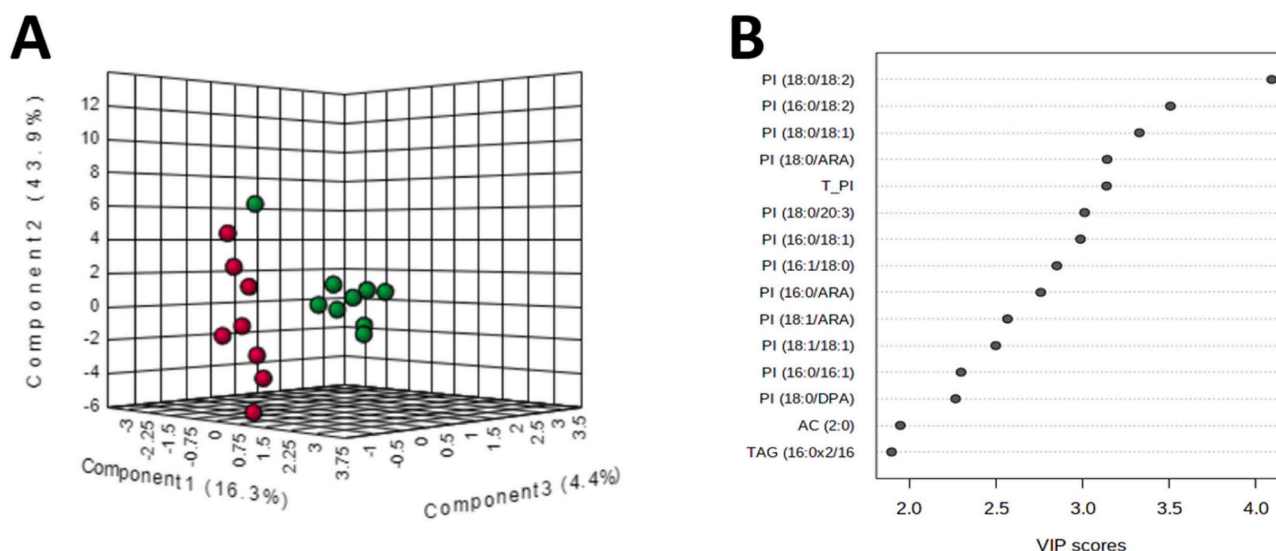 A
Component2 (43.9%)
12
10
8
6
4
2
0
-2
-4
-6
-3
-2.25
-1.5
-0.75
0
0.75
1.5
2.25
3
3.75
Component1 (16.3%)
-1
-0.5
0
0.5
1
1.5
2
2.5
3
3.5
Component3 (4.4%)
B
PI (18:0/18:2)
PI (16:0/18:2)
PI (18:0/18:1)
PI (18:0/ARA)
T_PI
PI (18:0/20:3)
PI (16:0/18:1)
PI (16:1/18:0)
PI (16:0/ARA)
PI (18:1/ARA)
PI (18:1/18:1)
PI (16:0/16:1)
PI (18:0/DPA)
AC (2:0)
TAG (16:0x2/16
2.0 2.5 3.0 3.5 4.0
VIP scores